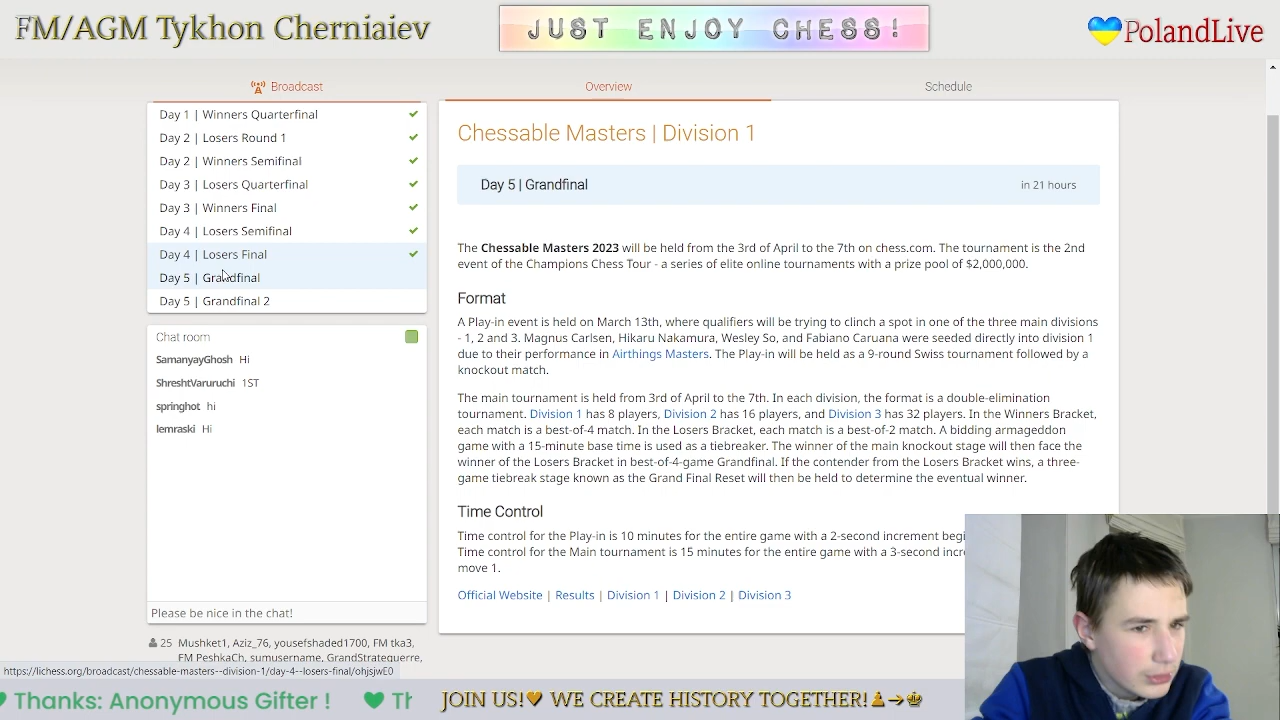 FM/AGM Tykhon Cherniaiev
JUST ENJOY CHESS!
PolandLive
Broadcast
Overview
Schedule
Day 1 | Winners Quarterfinal
Day 2 | Losers Round 1
Day 2 | Winners Semifinal
Day 3 | Losers Quarterfinal
Day 3 | Winners Final
Day 4 | Losers Semifinal
Day 4 | Losers Final
Day 5 | Grandfinal
Day 5 | Grandfinal 2
Chat room
SamanyayGhosh Hi
ShreshtVaruruchi 1ST
springhot hi
lemraski Hi
Please be nice in the chat!
25 Mushket1, Aziz_76, yousefshaded1700, FM tka3,
FM PeshkaCh, sumusername, GrandStrateguerre,
https://lichess.org/broadcast/chessable-masters--division-1/day-4--losers-final/ohjsjwE0
Chessable Masters | Division 1
Day 5 | Grandfinal
in 21 hours
The Chessable Masters 2023 will be held from the 3rd of April to the 7th on chess.com. The tournament is the 2nd
event of the Champions Chess Tour - a series of elite online tournaments with a prize pool of $2,000,000.
Format
A Play-in event is held on March 13th, where qualifiers will be trying to clinch a spot in one of the three main divisions
- 1, 2 and 3. Magnus Carlsen, Hikaru Nakamura, Wesley So, and Fabiano Caruana were seeded directly into division 1
due to their performance in Airthings Masters. The Play-in will be held as a 9-round Swiss tournament followed by a
knockout match.
The main tournament is held from 3rd of April to the 7th. In each division, the format is a double-elimination
tournament. Division 1 has 8 players, Division 2 has 16 players, and Division 3 has 32 players. In the Winners Bracket,
each match is a best-of-4 match. In the Losers Bracket, each match is a best-of-2 match. A bidding armageddon
game with a 15-minute base time is used as a tiebreaker. The winner of the main knockout stage will then face the
winner of the Losers Bracket in best-of-4-game Grandfinal. If the contender from the Losers Bracket wins, a three-
game tiebreak stage known as the Grand Final Reset will then be held to determine the eventual winner.
Time Control
Time control for the Play-in is 10 minutes for the entire game with a 2-second increment begi
Time control for the Main tournament is 15 minutes for the entire game with a 3-second incre
move 1.
Official Website | Results | Division 1 | Division 2 | Division 3
Thanks: Anonymous Gifter !
Th
JOIN US! WE CREATE HISTORY TOGETHER!